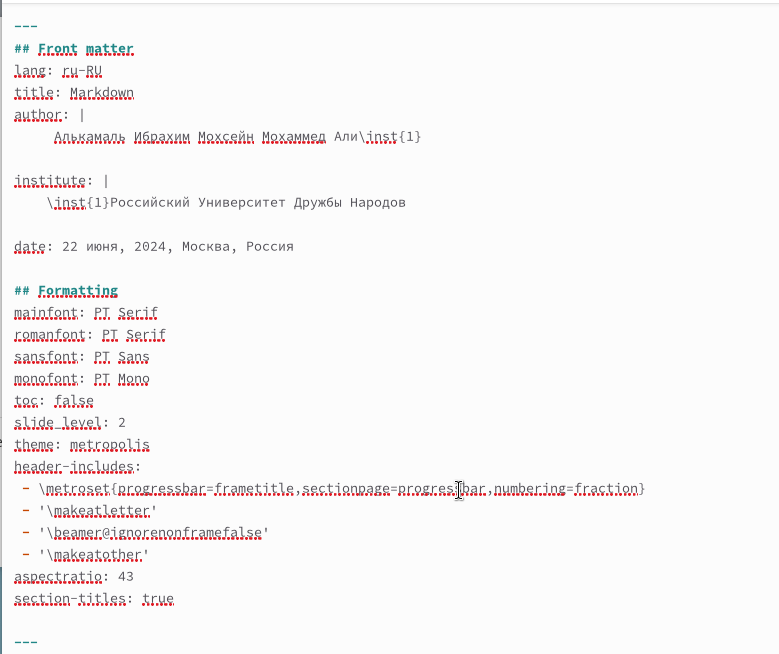 ---
## Front matter
lang: ru-RU
title: Markdown
author: |
Алькамаль Ибрахим Мохсейн Мохаммед Али\inst{1}
institute: |
\inst{1}Российский Университет Дружбы Народов
date: 22 июня, 2024, Москва, Россия
## Formatting
mainfont: PT Serif
romanfont: PT Serif
sansfont: PT Sans
monofont: PT Mono
toc: false
slide_level: 2
theme: metropolis
header-includes:
- \metroset{progressbar=frametitle,sectionpage=progressbar,numbering=fraction}
- '\makeatletter'
- '\beamer@ignorenonframefalse'
- '\makeatother'
aspectratio: 43
section-titles: true
---